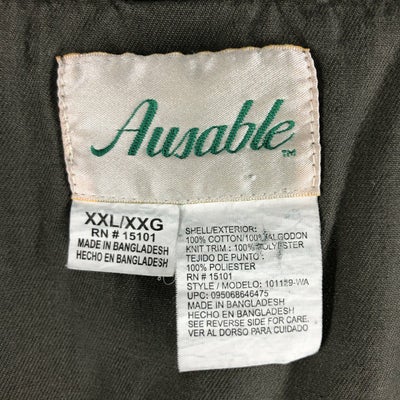 Ausable
TM
XXL/XXG
RN # 15101
MADE IN BANGLADESH
HECHO EN BANGLADESH
SHELL/EXTERIOR:
100% COTTON/100% ALGODON
KNIT TRIM : 100% POLYESTER
TEJIDO DE PUNTO :
100% POLIESTER
RN # 15101
STYLE / MODELO; 101129-WA
UPC: 095068646475
MADE IN BANGLADESH
HECHO EN BANGLADESH
SEE REVERSE SIDE FOR CARE.
VER AL DORSO PARA CUIDADO